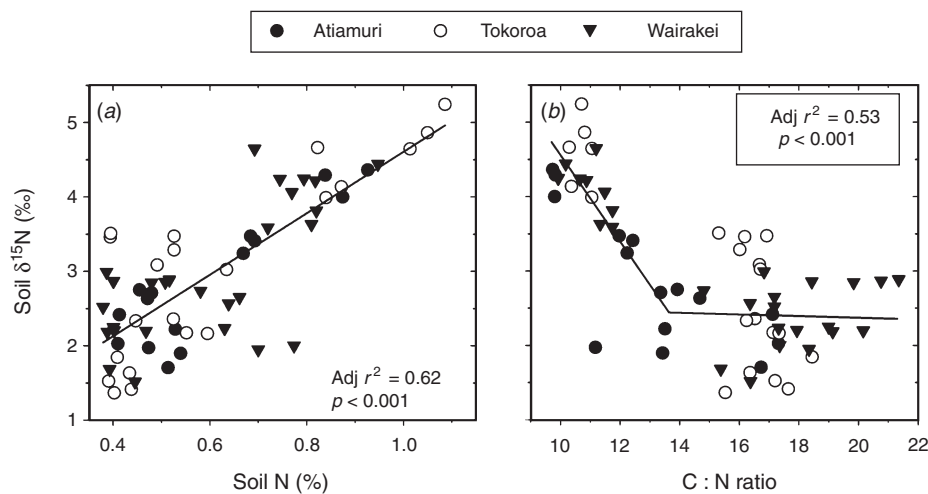 Atiamuri Tokoroa Wairakei
(a)
Adj r² = 0.62
p < 0.001
5
4
3
2
1
0.4 0.6 0.8 1.0
Soil δ¹⁵N (‰)
Soil N (%)
(b)
Adj r² = 0.53
p < 0.001
10 12 14 16 18 20 22
C : N ratio